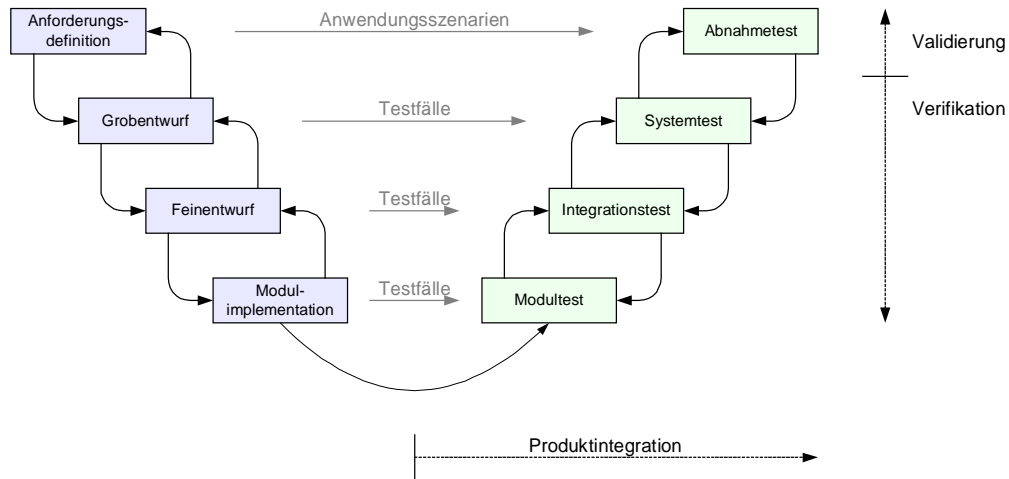 Anforderungs-
definition
Anwendungsszenarien
Abnahmetest
Validierung
Grobentwurf
Testfälle
Systemtest
Verifikation
Feinentwurf
Testfälle
Integrationstest
Modul-
implementation
Testfälle
Modultest
Produktintegration